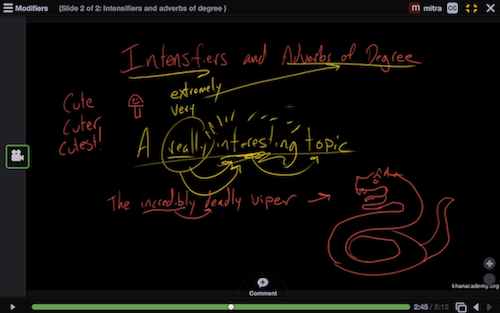 Modifiers
(Slide 2 of 2: Intensifiers and adverbs of degree )
mitra
CC
Intensfiers and Adverbs of Degree
extremely
very
Cute
Cuter
Cutest!!
A really interesting topic
The incredibly deadly viper
Comment
khanacademy.org
2:45 / 5:13